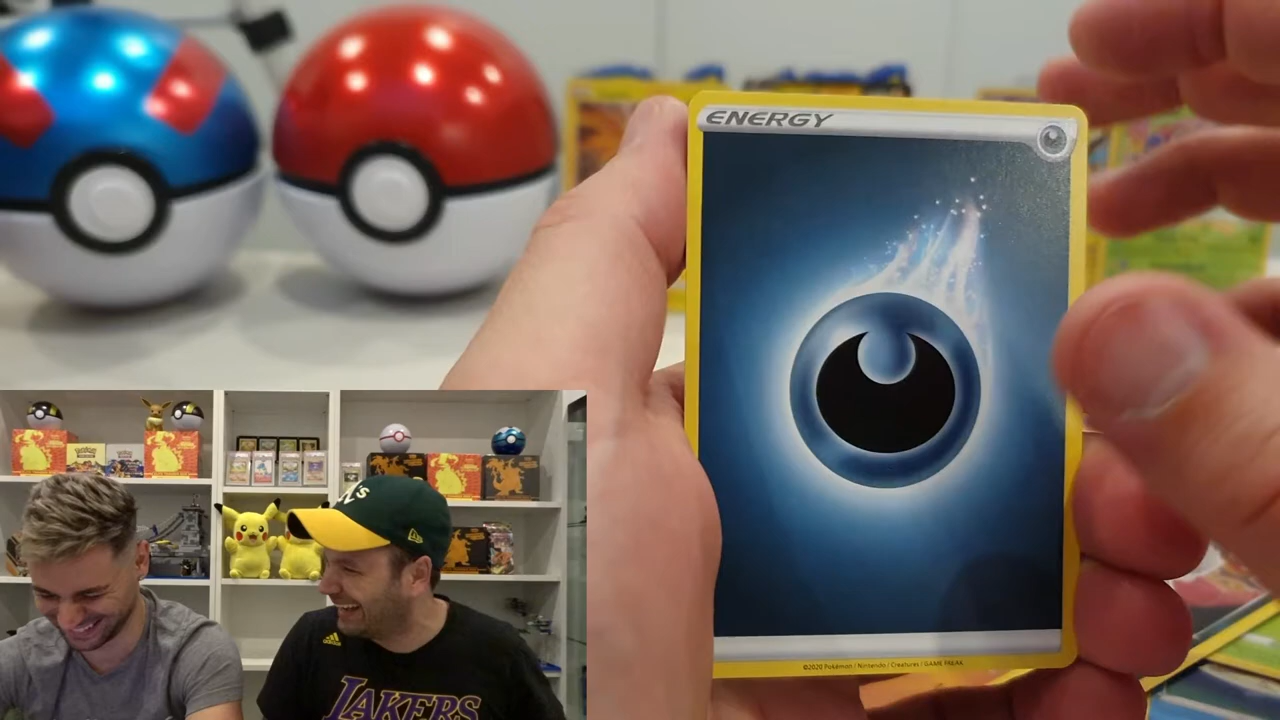 ENERGY
©2020 Pokémon / Nintendo / Creatures / GAME FREAK
A's
LAKERS